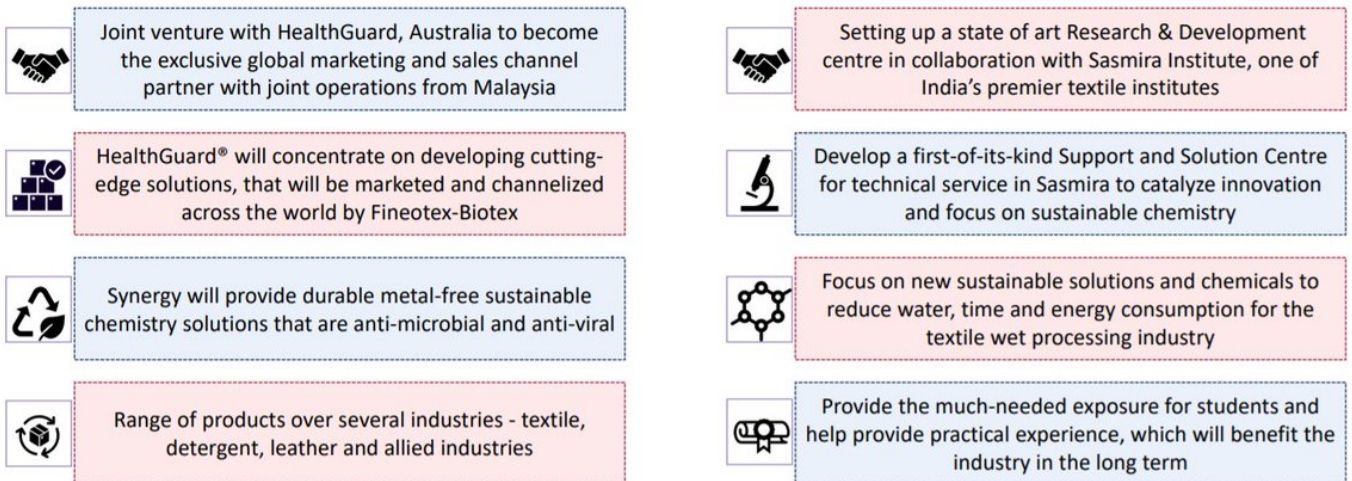 Joint venture with HealthGuard, Australia to become
the exclusive global marketing and sales channel
partner with joint operations from Malaysia
HealthGuard® will concentrate on developing cutting-
edge solutions, that will be marketed and channelized
across the world by Fineotex-Biotex
Synergy will provide durable metal-free sustainable
chemistry solutions that are anti-microbial and anti-viral
Range of products over several industries - textile,
detergent, leather and allied industries
Setting up a state of art Research & Development
centre in collaboration with Sasmira Institute, one of
India's premier textile institutes
Develop a first-of-its-kind Support and Solution Centre
for technical service in Sasmira to catalyze innovation
and focus on sustainable chemistry
Focus on new sustainable solutions and chemicals to
reduce water, time and energy consumption for the
textile wet processing industry
Provide the much-needed exposure for students and
help provide practical experience, which will benefit the
industry in the long term